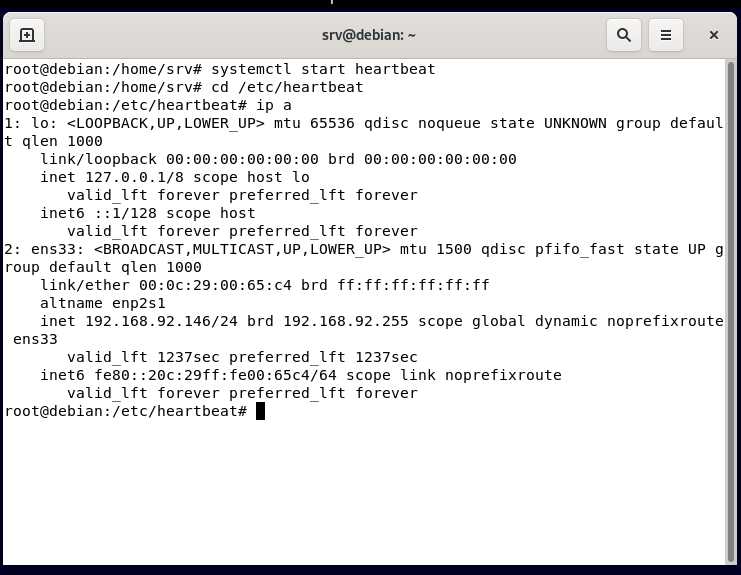 srv@debian: ~
root@debian:/home/srv# systemctl start heartbeat
root@debian:/home/srv# cd /etc/heartbeat
root@debian:/etc/heartbeat# ip a
1: lo: <LOOPBACK,UP,LOWER_UP> mtu 65536 qdisc noqueue state UNKNOWN group defaul
t qlen 1000
    link/loopback 00:00:00:00:00:00 brd 00:00:00:00:00:00
    inet 127.0.0.1/8 scope host lo
       valid_lft forever preferred_lft forever
    inet6 ::1/128 scope host
       valid_lft forever preferred_lft forever
2: ens33: <BROADCAST,MULTICAST,UP,LOWER_UP> mtu 1500 qdisc pfifo_fast state UP g
roup default qlen 1000
    link/ether 00:0c:29:00:65:c4 brd ff:ff:ff:ff:ff:ff
    altname enp2s1
    inet 192.168.92.146/24 brd 192.168.92.255 scope global dynamic noprefixroute
 ens33
       valid_lft 1237sec preferred_lft 1237sec
    inet6 fe80::20c:29ff:fe00:65c4/64 scope link noprefixroute
       valid_lft forever preferred_lft forever
root@debian:/etc/heartbeat#